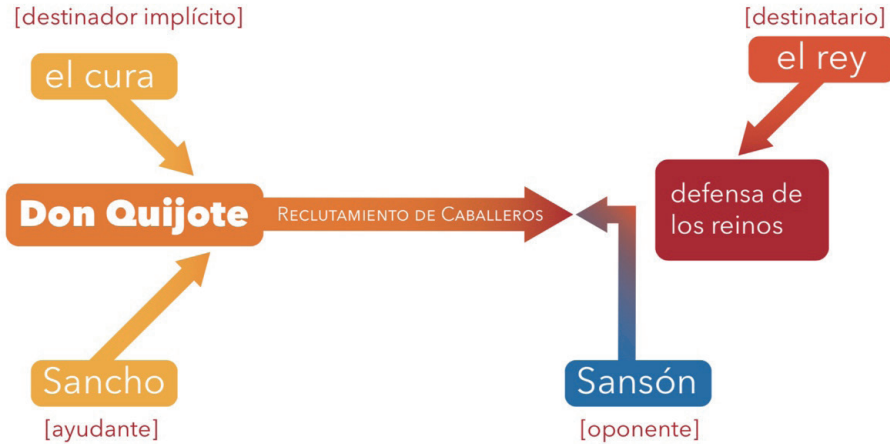 [destinador implícito]
[destinatario]
el cura
el rey
Don Quijote
RECLUTAMIENTO DE CABALLEROS
defensa de
los reinos
Sancho
Sansón
[ayudante]
[oponente]